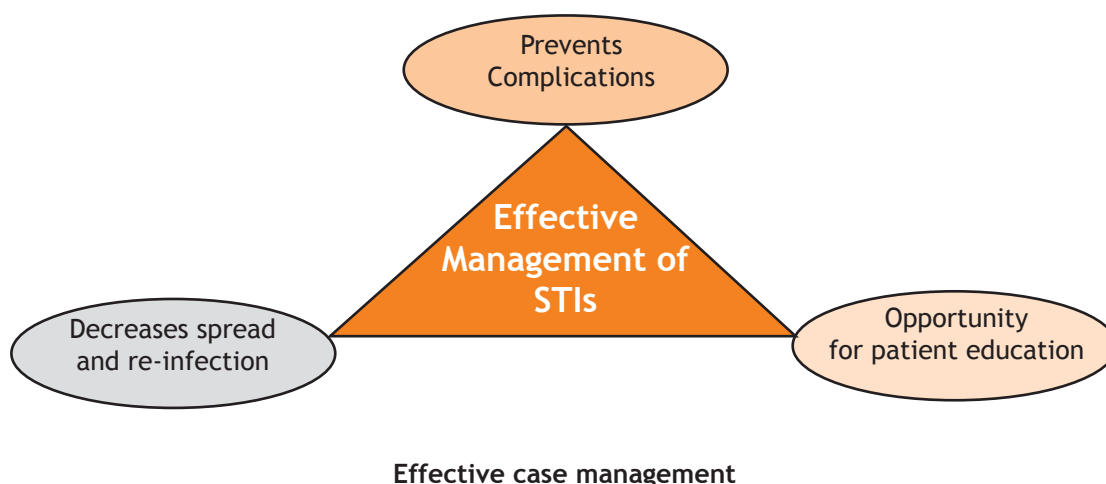 Prevents
Complications
Effective
Management of
STIs
Decreases spread
and re-infection
Opportunity
for patient education
Effective case management